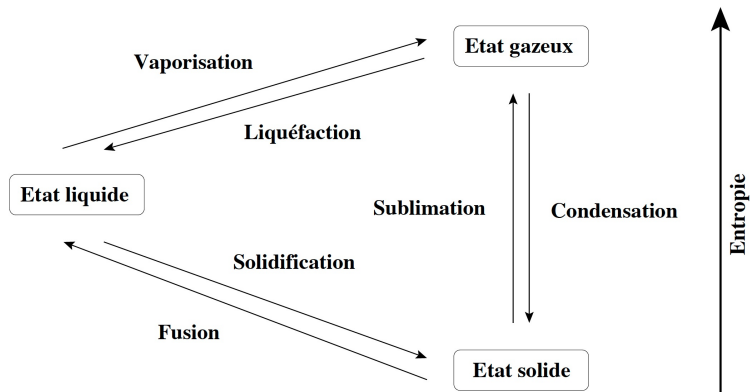 Etat gazeux
Vaporisation
Liquéfaction
Etat liquide
Sublimation
Condensation
Entropie
Solidification
Fusion
Etat solide